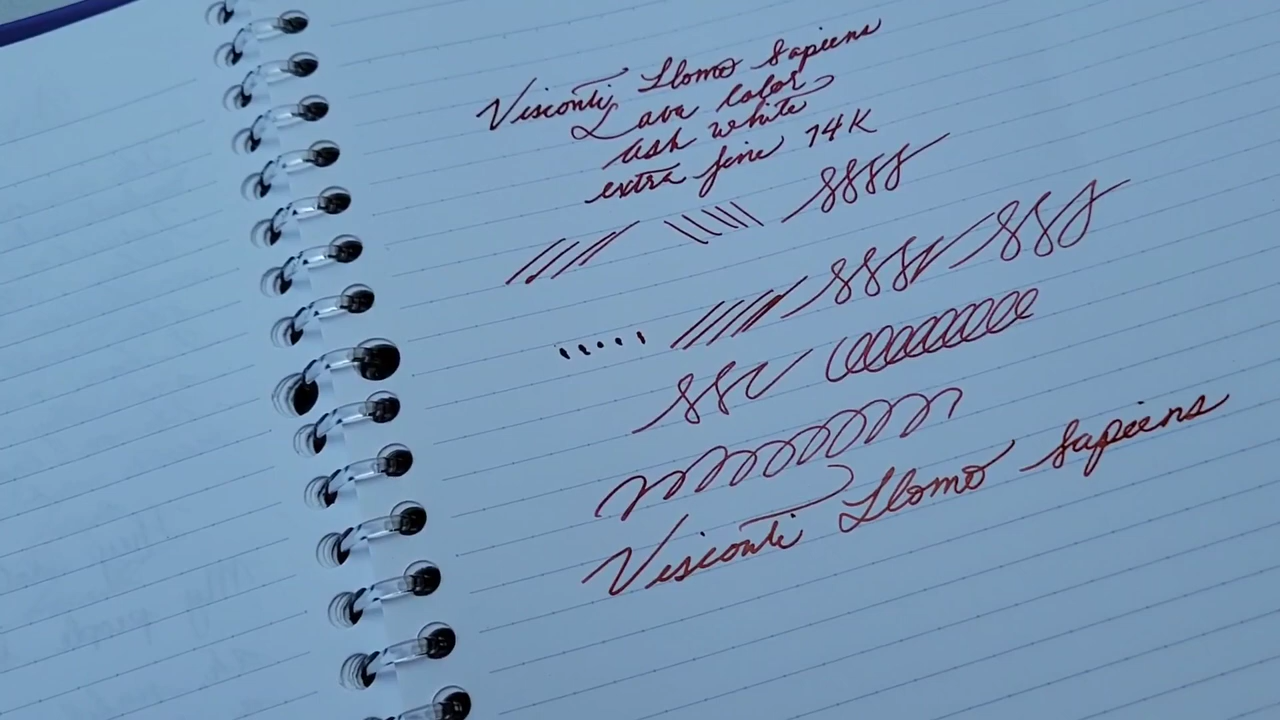 Visconti Homo Sapiens
Lava Color
ash white
extra fine 14K
Visconti Homo Sapiens